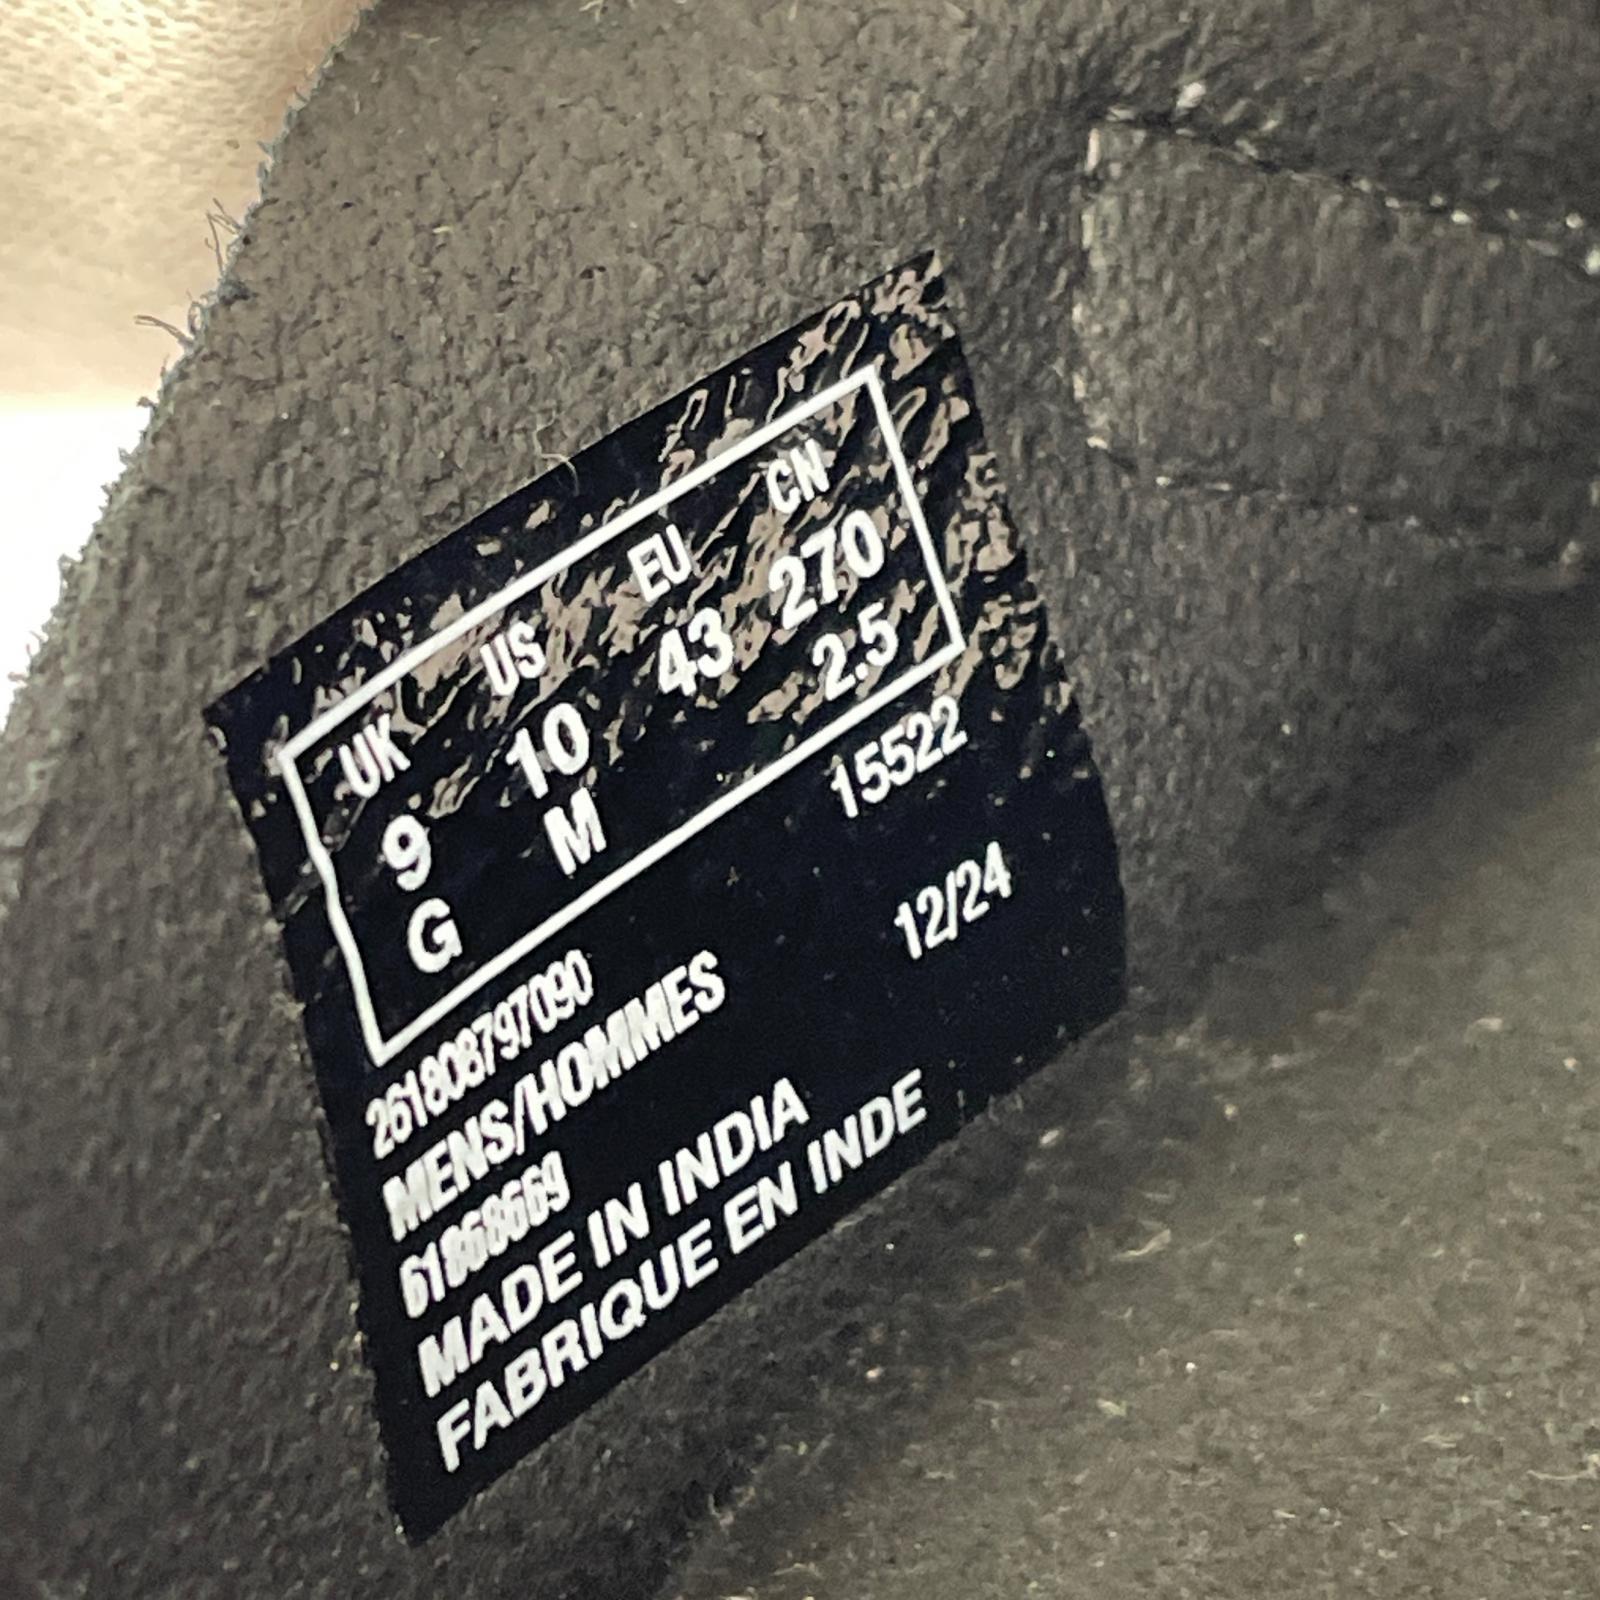 UK US EU CN
9 10 43 270
G M 2.5
261808797090 15522
MENS/HOMMES 12/24
61868669
MADE IN INDIA
FABRIQUE EN INDE